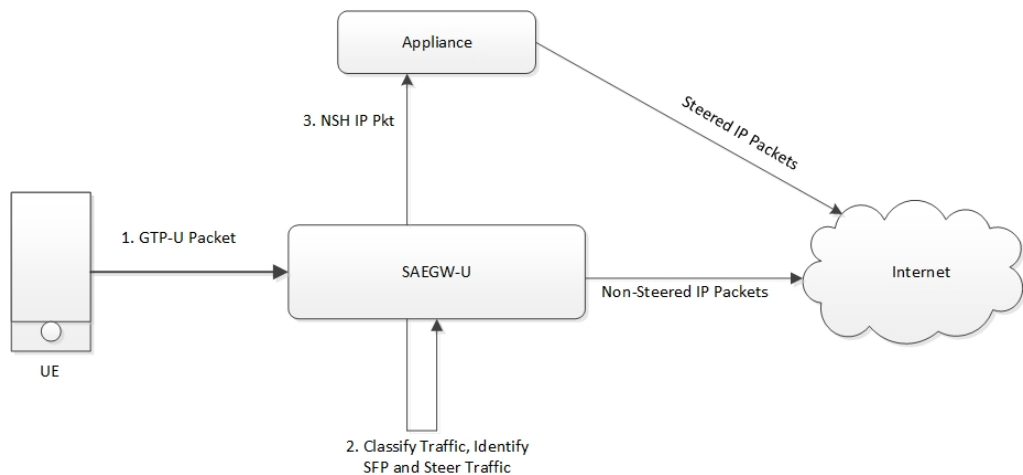 Appliance
3. NSH IP Pkt
Steered IP Packets
1. GTP-U Packet
SAEGW-U
Internet
Non-Steered IP Packets
UE
2. Classify Traffic, Identify
SFP and Steer Traffic